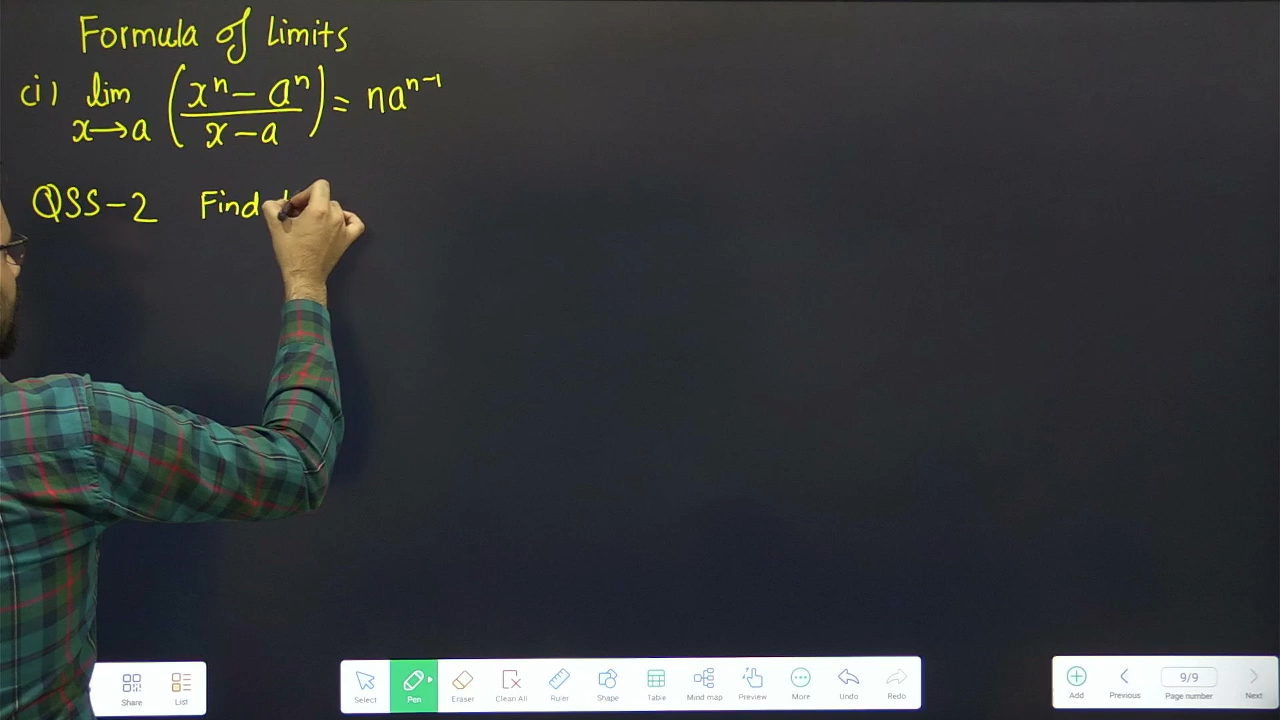 Formula of Limits
(i) lim x→a (xⁿ − aⁿ / x − a) = naⁿ⁻¹
QSS-2 Find
Share
List
Select
Pen
Eraser
Clean All
Ruler
Shape
Table
Mind map
Preview
More
Undo
Redo
Add
Previous
9/9
Page number
Next